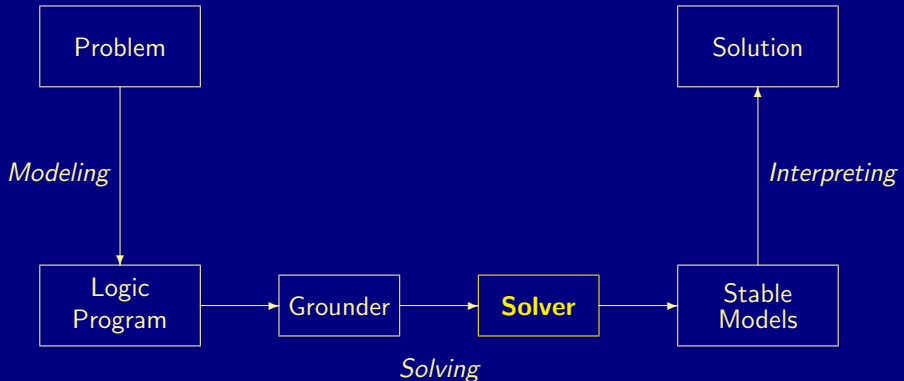 Problem
Solution
Modeling
Interpreting
Logic
Program
Grounder
Solver
Stable
Models
Solving